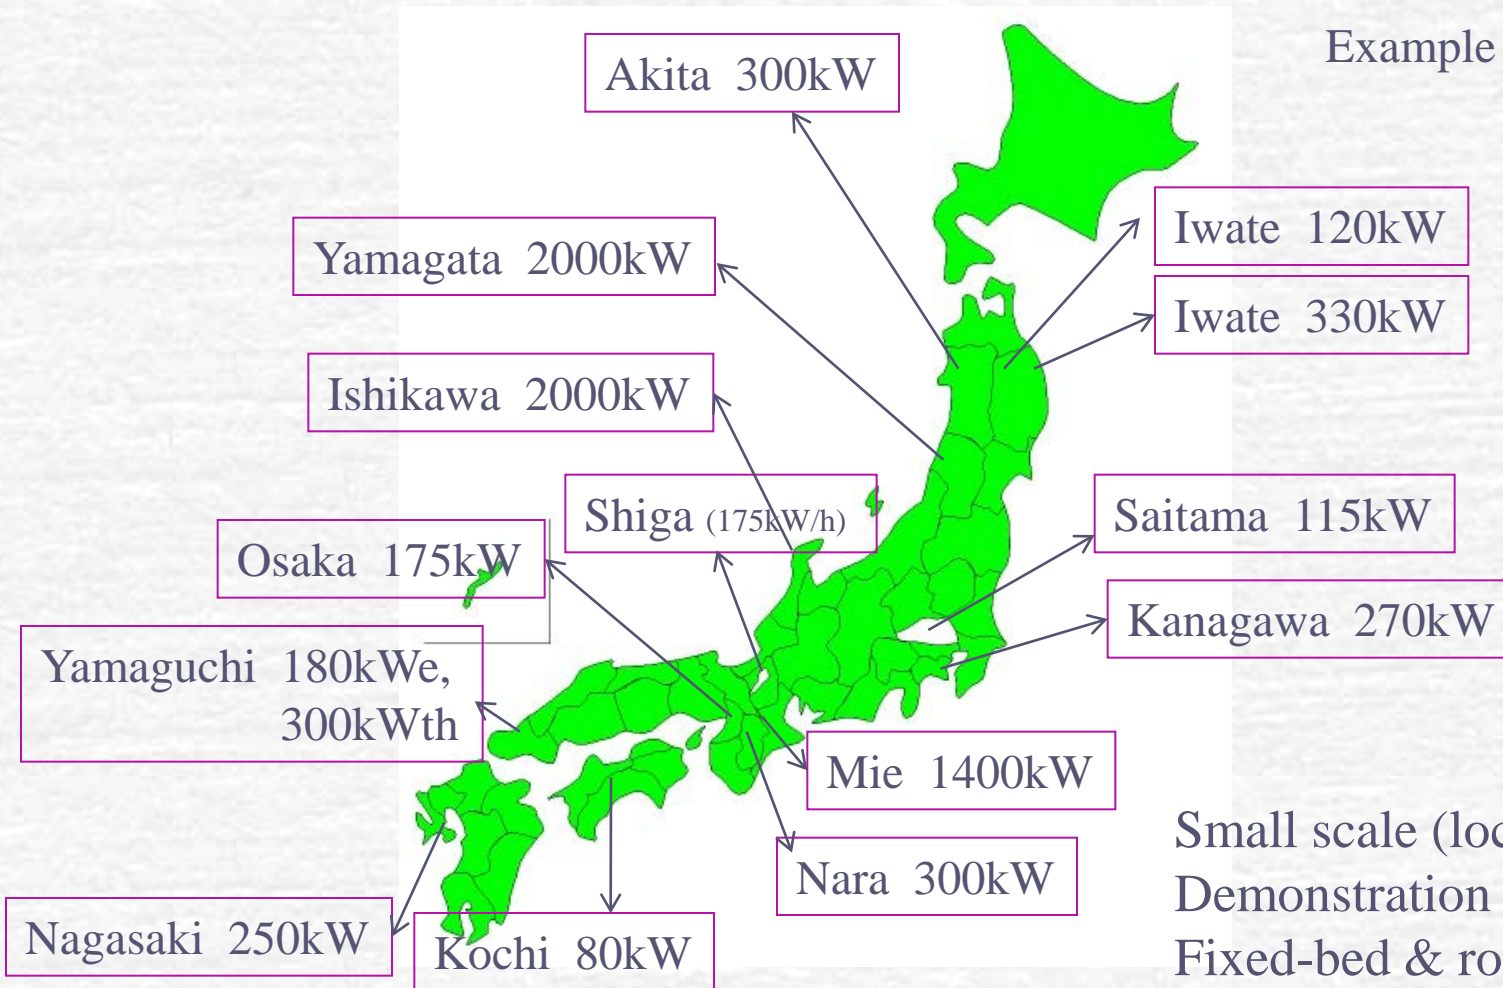 Example
Akita 300kW
Iwate 120kW
Yamagata 2000kW
Iwate 330kW
Ishikawa 2000kW
Shiga (175kW/h)
Saitama 115kW
Osaka 175kW
Kanagawa 270kW
Yamaguchi 180kWe,
300kWth
Mie 1400kW
Nara 300kW
Nagasaki 250kW
Kochi 80kW
Small scale
Demonstration
Fixed-bed &